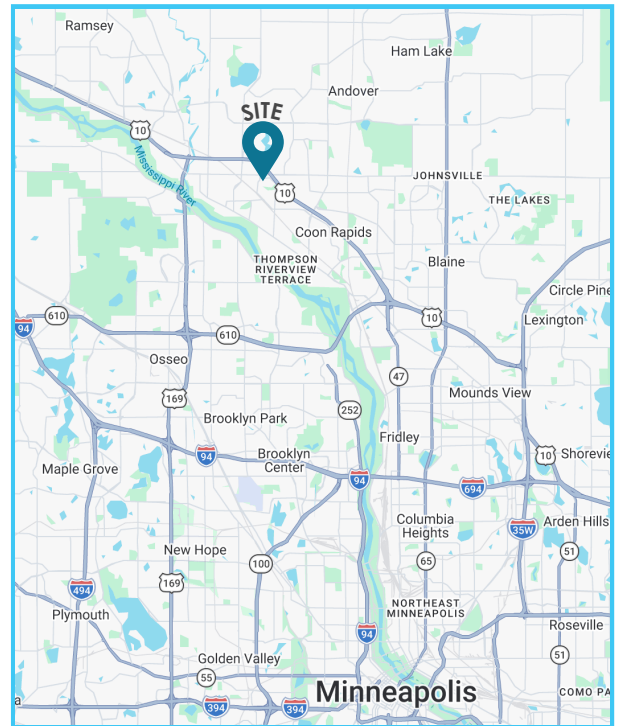 Ramsey
Ham Lake
Andover
SITE
10
Mississippi River
JOHNSVILLE
10
THE LAKES
Coon Rapids
THOMPSON
RIVERVIEW
TERRACE
Blaine
Circle Pine
610
10
Lexington
94
610
Osseo
47
Mounds View
169
252
Brooklyn Park
Fridley
94
Brooklyn
Center
10
Shorevie
Maple Grove
94
694
Columbia
Heights
35W
Arden Hills
New Hope
100
65
51
169
494
Plymouth
NORTHEAST
MINNEAPOLIS
94
Roseville
Golden Valley
51
55
Minneapolis
COMO PA
a
394
394